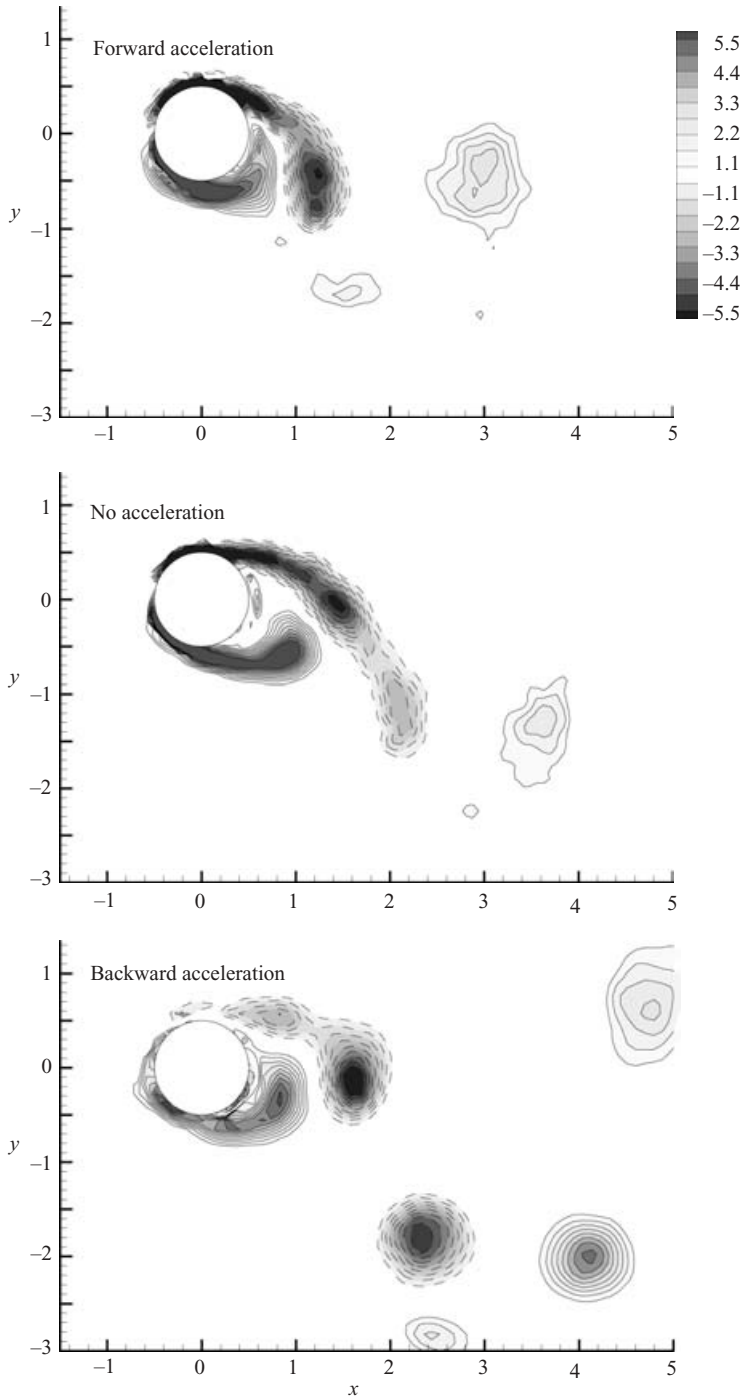 Forward acceleration
1
0
y
–1
–2
–3
–1 0 1 2 3 4 5
5.5
4.4
3.3
2.2
1.1
–1.1
–2.2
–3.3
–4.4
–5.5
No acceleration
1
0
y
–1
–2
–3
–1 0 1 2 3 4 5
Backward acceleration
1
0
y
–1
–2
–3
–1 0 1 2 3 4 5
x